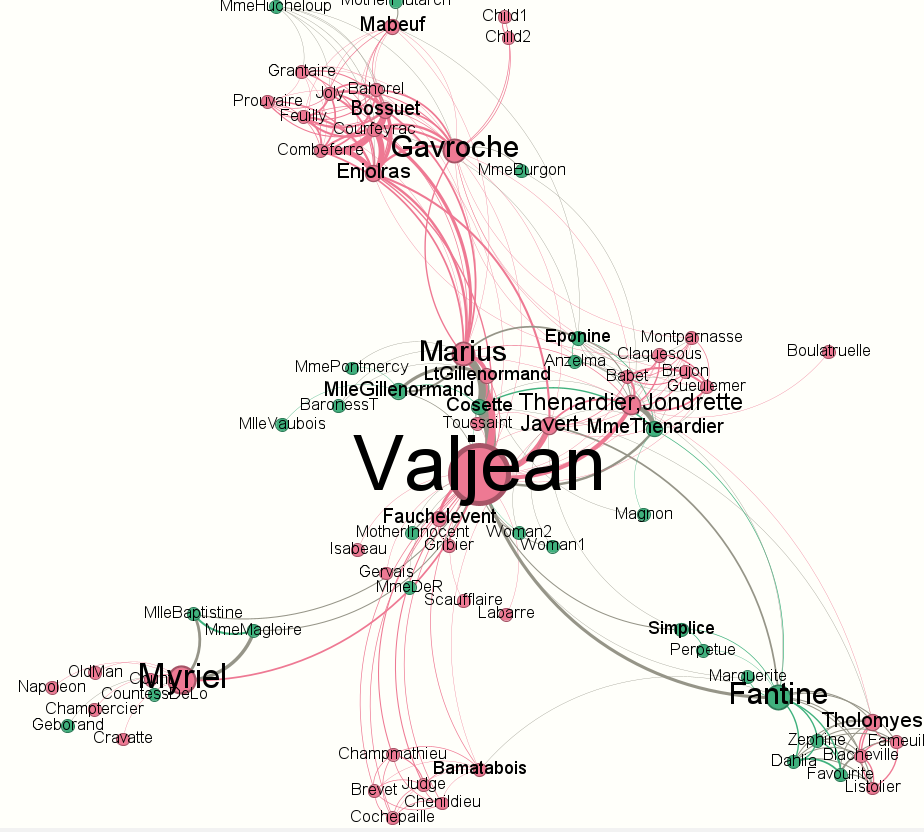 MmeHucheloup
MotherPlutarch
Mabeuf
Child1
Child2
Grantaire
Joly
Bahorel
Prouvaire
Bossuet
Feuilly
Courfeyrac
Combeferre
Gavroche
Enjolras
MmeBurgon
Eponine
Montparnasse
Marius
Claquesous
Boulatruelle
MmePontmercy
Anzelma
LtGillenormand
Babet
Brujon
Gueulemer
MlleGillenormand
BaronessT
Cosette
Thenardier,Jondrette
MlleVaubois
Toussaint
Javert
MmeThenardier
Valjean
Fauchelevent
Magnon
MotherInnocent
Woman2
Isabeau
Gribier
Woman1
Gervais
MmeDeR
Scaufflaire
MlleBaptistine
Labarre
MmeMagloire
Simplice
Perpetue
OldMan
Myriel
Count
Marguerite
Napoleon
CountessDeLo
Fantine
Champtercier
Geborand
Tholomyes
Cravatte
Zephine
Fameuil
Champmathieu
Blacheville
Dahlia
Bamatabois
Favourite
Brevet
Judge
Listolier
Chenildieu
Cochepaille